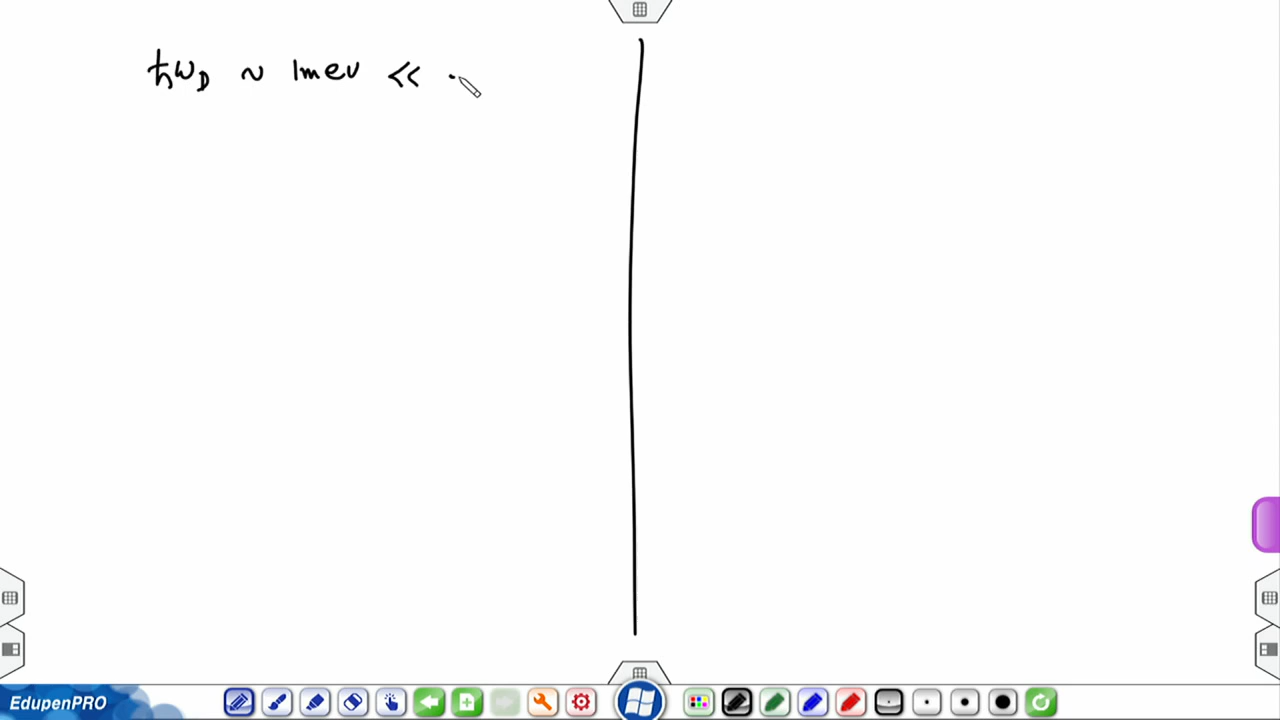 ℏω_D ~ 1mev <<
EdupenPRO